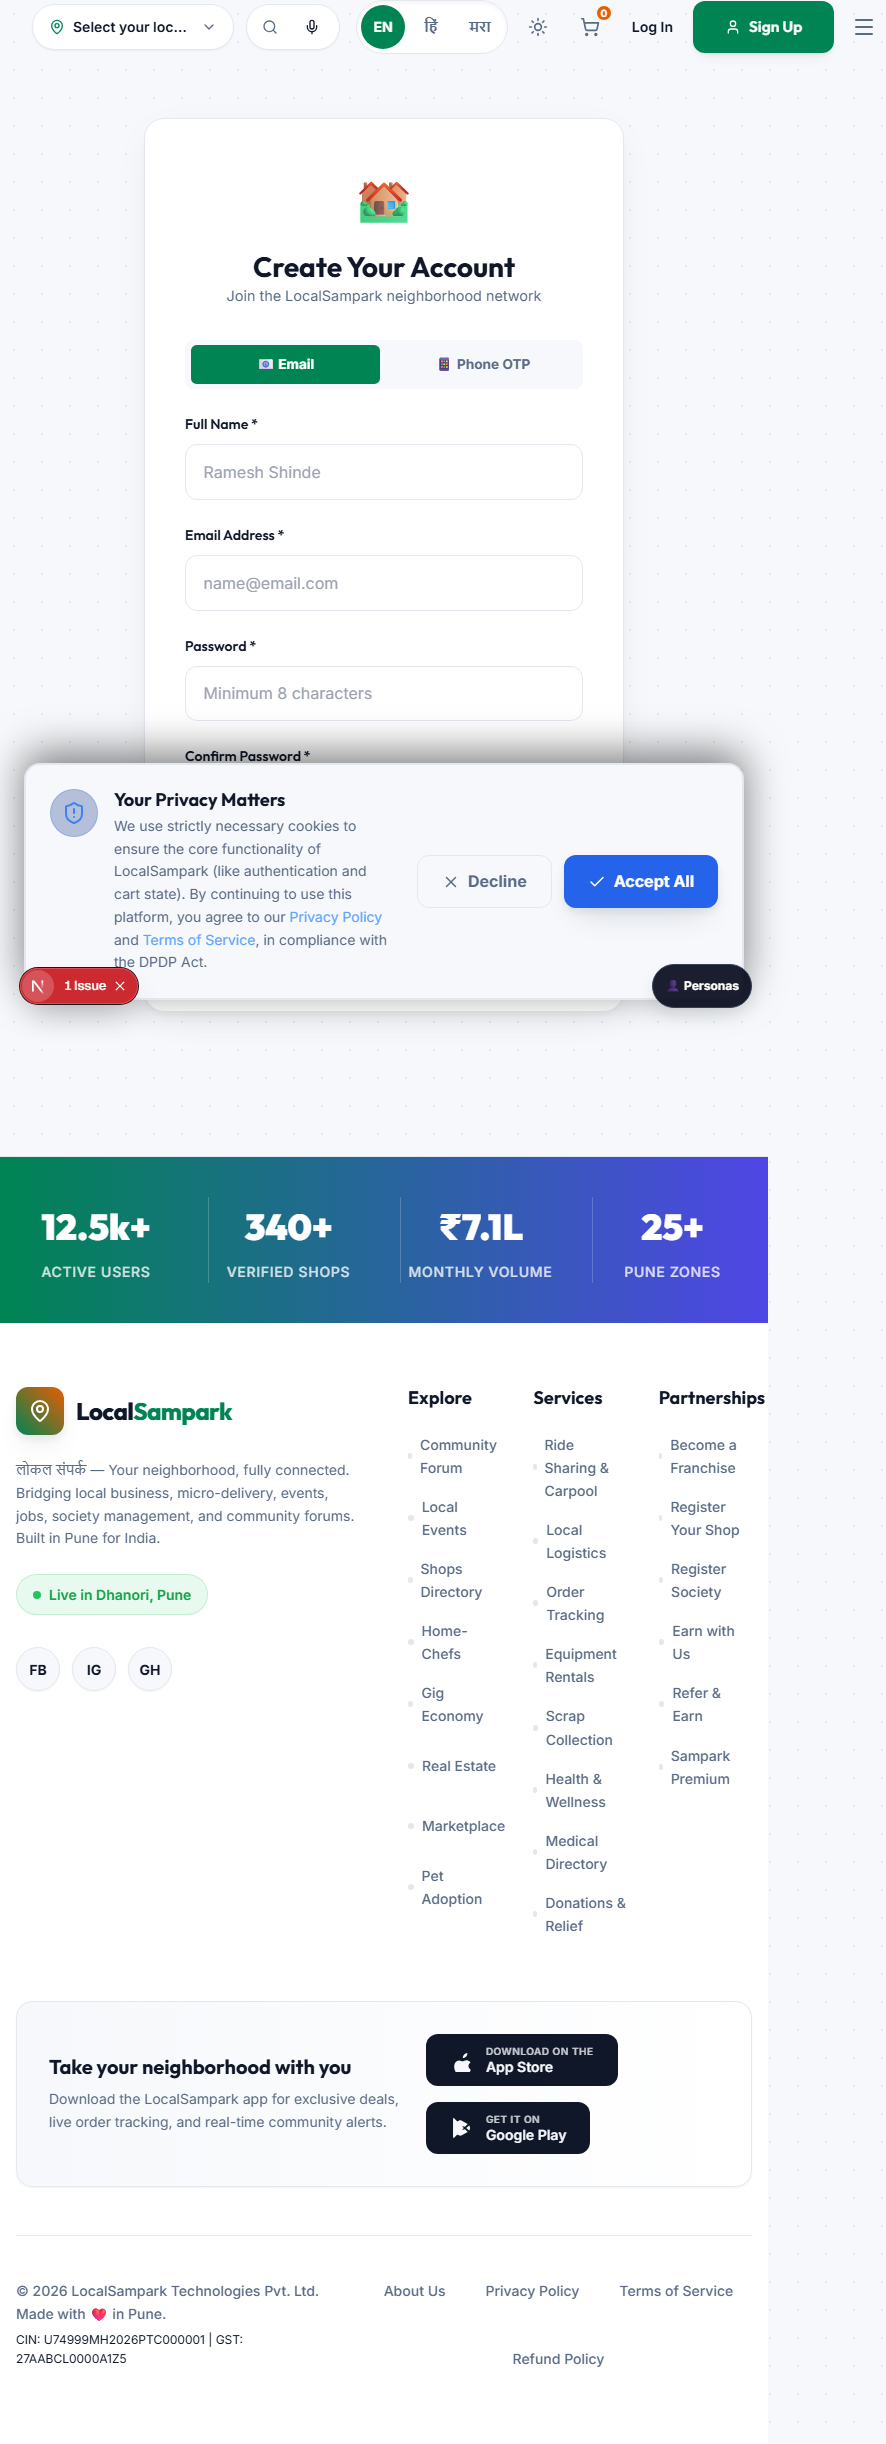 Select your loc...
EN
हिं
मरा
0
Log In
Sign Up
Create Your Account
Join the LocalSampark neighborhood network
Email
Phone OTP
Full Name *
Ramesh Shinde
Email Address *
name@email.com
Password *
Minimum 8 characters
Confirm Password *
Your Privacy Matters
We use strictly necessary cookies to
ensure the core functionality of
LocalSampark (like authentication and
cart state). By continuing to use this
platform, you agree to our Privacy Policy
and Terms of Service, in compliance with
the DPDP Act.
Decline
Accept All
N
1 Issue
Personas
12.5k+
ACTIVE USERS
340+
VERIFIED SHOPS
₹7.1L
MONTHLY VOLUME
25+
PUNE ZONES
LocalSampark
लोकल संपर्क — Your neighborhood, fully connected.
Bridging local business, micro-delivery, events,
jobs, society management, and community forums.
Built in Pune for India.
Live in Dhanori, Pune
FB
IG
GH
Explore
Community
Forum
Local
Events
Shops
Directory
Home-
Chefs
Gig
Economy
Real Estate
Marketplace
Pet
Adoption
Services
Ride
Sharing &
Carpool
Local
Logistics
Order
Tracking
Equipment
Rentals
Scrap
Collection
Health &
Wellness
Medical
Directory
Donations &
Relief
Partnerships
Become a
Franchise
Register
Your Shop
Register
Society
Earn with
Us
Refer &
Earn
Sampark
Premium
Take your neighborhood with you
Download the LocalSampark app for exclusive deals,
live order tracking, and real-time community alerts.
DOWNLOAD ON THE
App Store
GET IT ON
Google Play
© 2026 LocalSampark Technologies Pvt. Ltd.
Made with ❤️ in Pune.
CIN: U74999MH2026PTC000001 | GST:
27AABCL0000A1Z5
About Us
Privacy Policy
Terms of Service
Refund Policy